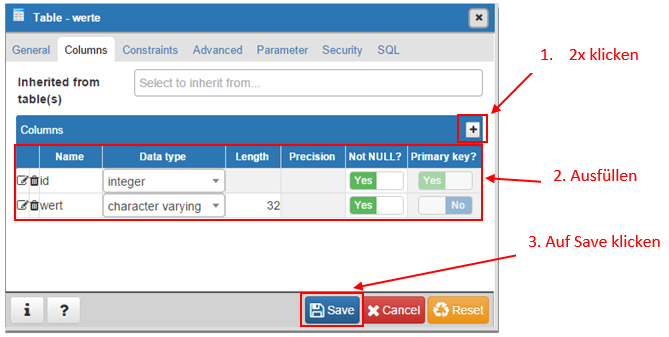 Table - werte
General Columns Constraints Advanced Parameter Security SQL
1. 2x klicken
Inherited from
table(s)
Select to inherit from...
Columns
Name Data type Length Precision Not NULL? Primary key?
id integer Yes Yes
2. Ausfüllen
wert character varying 32 Yes No
3. Auf Save klicken
i ? Save Cancel Reset